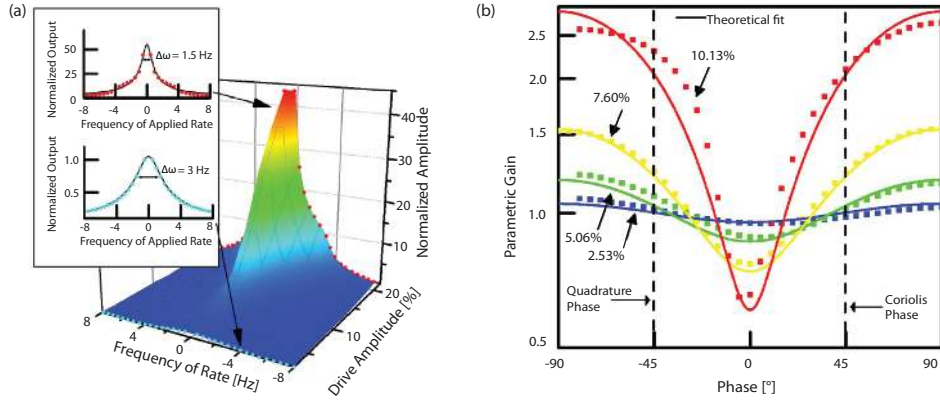 (a)
Normalized Output
50
25
0
Δω = 1.5 Hz
-8 -4 0 4 8
Frequency of Applied Rate
Normalized Output
1.0
0.5
Δω = 3 Hz
-8 -4 0 4 8
Frequency of Applied Rate
40
30
20
10
Normalized Amplitude
20
10
Drive Amplitude [%]
8 4 0 -4 -8
Frequency of Rate [Hz]
(b)
Parametric Gain
2.5
2.0
1.5
1.0
0.5
Theoretical fit
10.13%
7.60%
5.06%
2.53%
Quadrature
Phase
Coriolis
Phase
-90 -45 0 45 90
Phase [°]